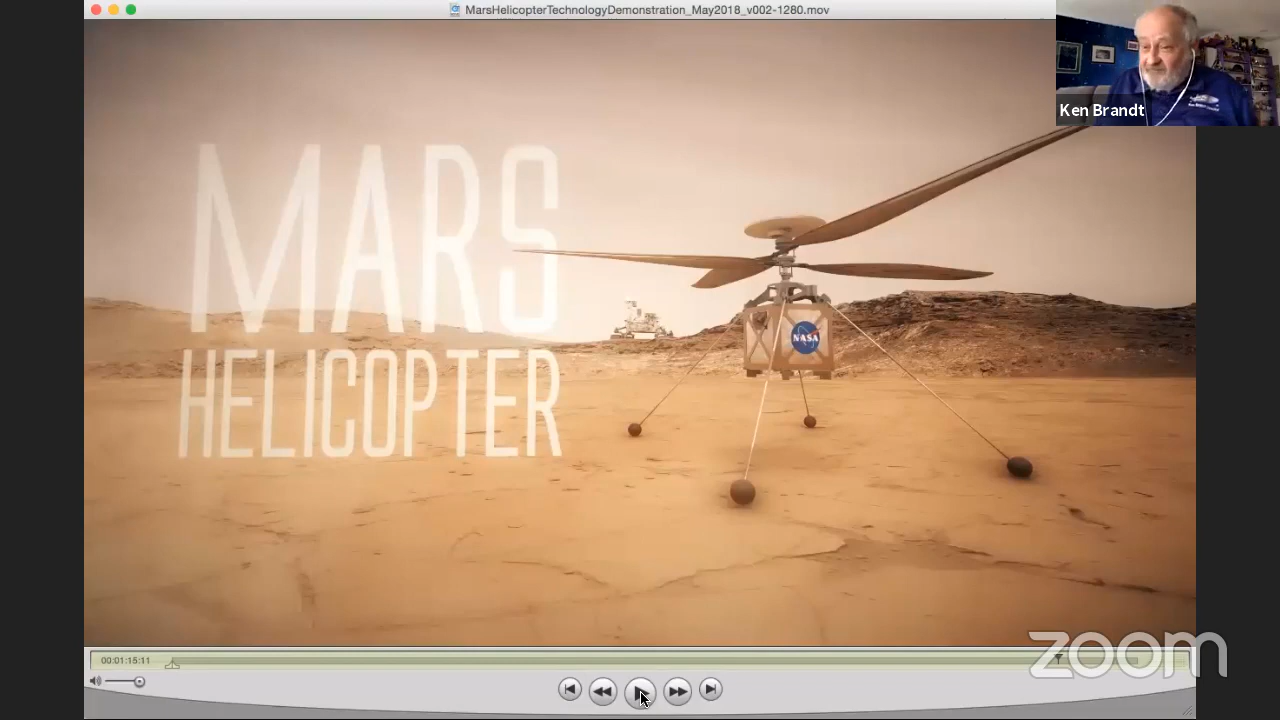 MarsHelicopterTechnologyDemonstration_May2018_v002-1280.mov
Ken Brandt
MARS
HELICOPTER
NASA
00:01:15:11
zoom